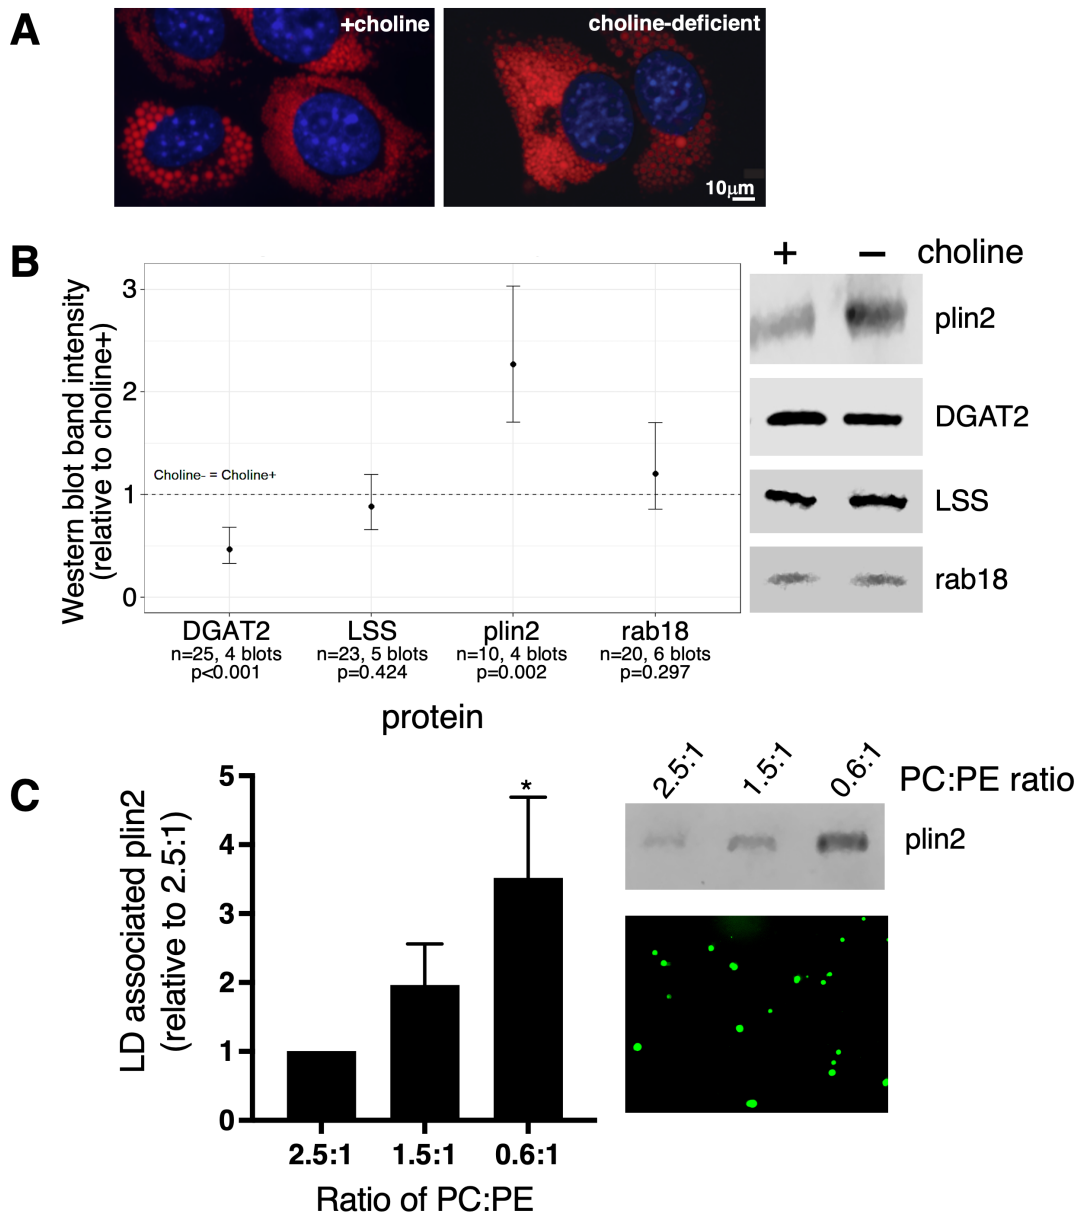 A
+choline
choline-deficient
10μm
B
+ − choline
Western blot band intensity
(relative to choline+)
3
2
1
0
Choline- = Choline+
DGAT2 LSS plin2 rab18
n=25, 4 blots n=23, 5 blots n=10, 4 blots n=20, 6 blots
p<0.001 p=0.424 p=0.002 p=0.297
protein
plin2
DGAT2
LSS
rab18
C
LD associated plin2
(relative to 2.5:1)
5
4
3
2
1
0
*
2.5:1 1.5:1 0.6:1
Ratio of PC:PE
2.5:1 1.5:1 0.6:1 PC:PE ratio
plin2